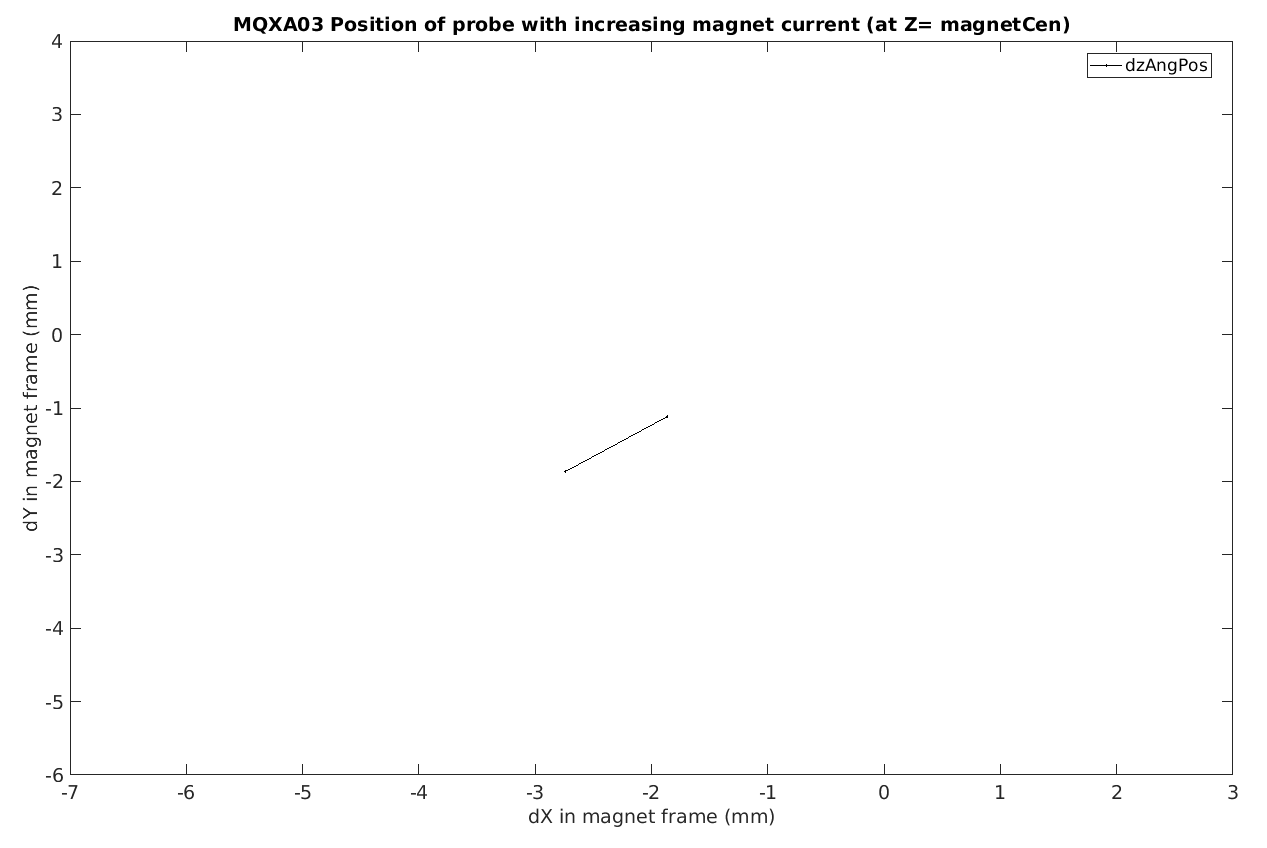 MQXA03 Position of probe with increasing magnet current (at Z= magnetCen)
dzAngPos
4
3
2
1
0
-1
-2
-3
-4
-5
-6
dY in magnet frame (mm)
-7 -6 -5 -4 -3 -2 -1 0 1 2 3
dX in magnet frame (mm)